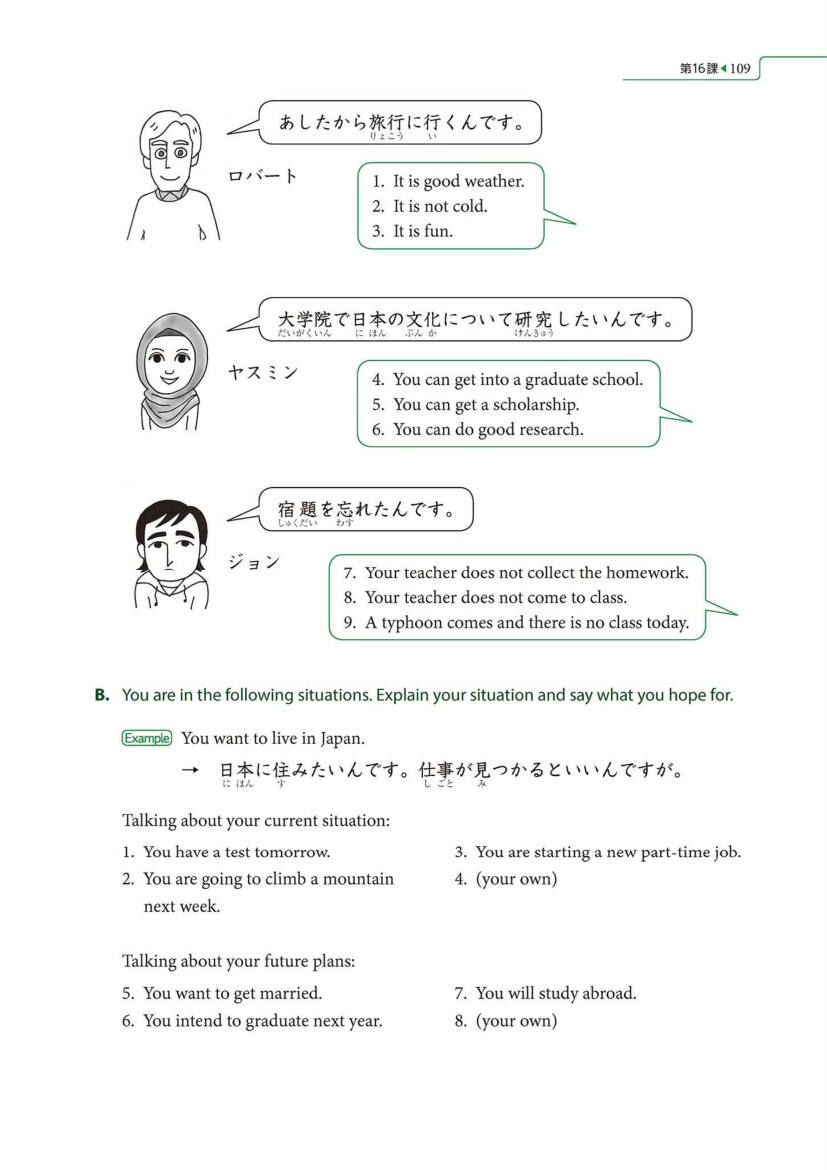 第16課◀109
あしたから旅行に行くんです。
りょこう い
ロバート
1. It is good weather.
2. It is not cold.
3. It is fun.
大学院で日本の文化について研究したいんです。
だいがくいん に ほん ぶん か けんきゅう
ヤスミン
4. You can get into a graduate school.
5. You can get a scholarship.
6. You can do good research.
宿題を忘れたんです。
しゅくだい わす
ジョン
7. Your teacher does not collect the homework.
8. Your teacher does not come to class.
9. A typhoon comes and there is no class today.
B. You are in the following situations. Explain your situation and say what you hope for.
Example You want to live in Japan.
→ 日本に住みたいんです。仕事が見つかるといいんですが。
に ほん す し ごと み
Talking about your current situation:
1. You have a test tomorrow.
2. You are going to climb a mountain
next week.
3. You are starting a new part-time job.
4. (your own)
Talking about your future plans:
5. You want to get married.
6. You intend to graduate next year.
7. You will study abroad.
8. (your own)